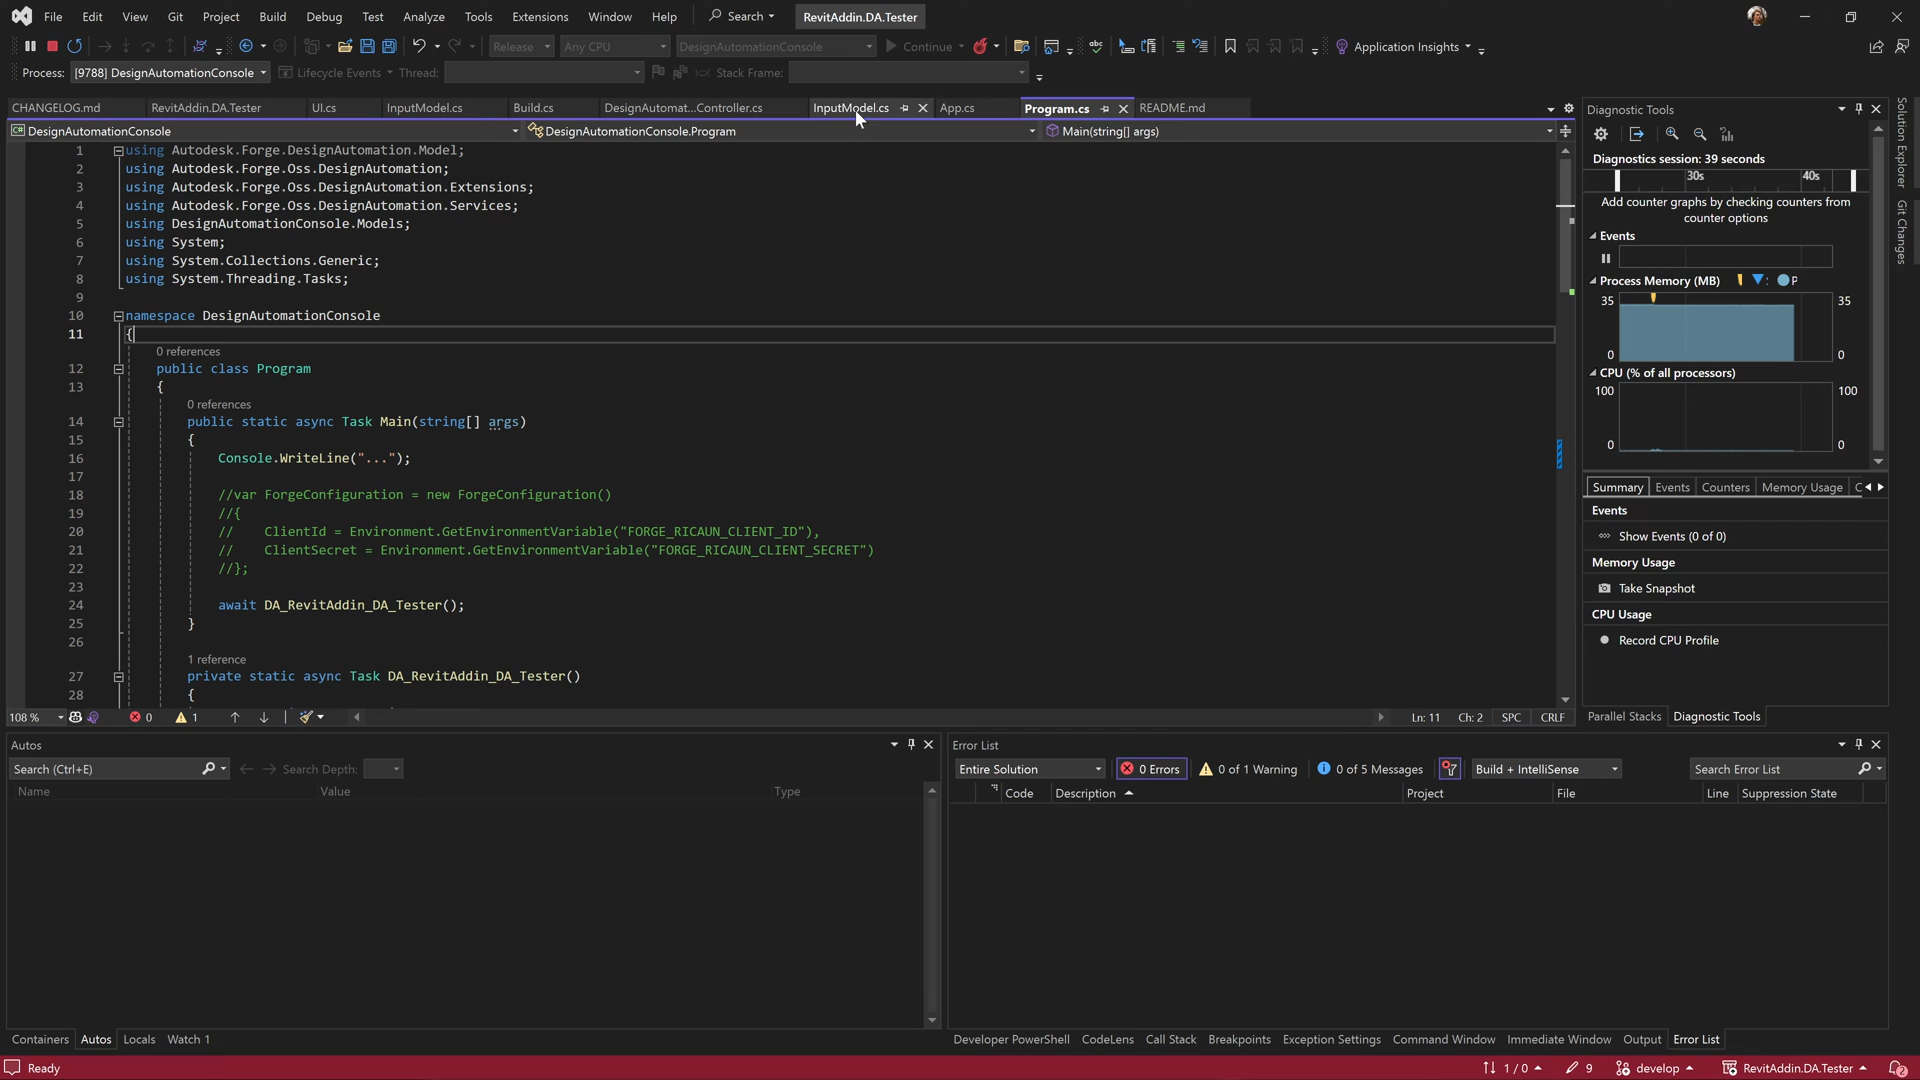 File Edit View Git Project Build Debug Test Analyze Tools Extensions Window Help Search RevitAddin.DA.Tester
Release Any CPU DesignAutomationConsole Continue Application Insights
Process: [9788] DesignAutomationConsole Lifecycle Events Thread: Stack Frame:
CHANGELOG.md RevitAddin.DA.Tester UI.cs InputModel.cs Build.cs DesignAutomat...Controller.cs InputModel.cs App.cs Program.cs README.md
DesignAutomationConsole DesignAutomationConsole.Program Main(string[] args)
1 using Autodesk.Forge.DesignAutomation.Model;
2 using Autodesk.Forge.Oss.DesignAutomation;
3 using Autodesk.Forge.Oss.DesignAutomation.Extensions;
4 using Autodesk.Forge.Oss.DesignAutomation.Services;
5 using DesignAutomationConsole.Models;
6 using System;
7 using System.Collections.Generic;
8 using System.Threading.Tasks;
9
10 namespace DesignAutomationConsole
11 {
0 references
12 public class Program
13 {
0 references
14 public static async Task Main(string[] args)
15 {
16 Console.WriteLine("...");
17
18 //var ForgeConfiguration = new ForgeConfiguration()
19 //{
20 // ClientId = Environment.GetEnvironmentVariable("FORGE_RICAUN_CLIENT_ID"),
21 // ClientSecret = Environment.GetEnvironmentVariable("FORGE_RICAUN_CLIENT_SECRET")
22 //};
23
24 await DA_RevitAddin_DA_Tester();
25 }
26
1 reference
27 private static async Task DA_RevitAddin_DA_Tester()
28 {
108 % 0 1 Ln: 11 Ch: 2 SPC CRLF
Diagnostic Tools
Diagnostics session: 39 seconds
30s 40s
Add counter graphs by checking counters from
counter options
Events
Process Memory (MB) P
35 35
0 0
CPU (% of all processors)
100 100
0 0
Summary Events Counters Memory Usage C
Events
Show Events (0 of 0)
Memory Usage
Take Snapshot
CPU Usage
Record CPU Profile
Parallel Stacks Diagnostic Tools
Solution Explorer
Git Changes
Autos
Search (Ctrl+E) Search Depth:
Name Value Type
Containers Autos Locals Watch 1
Error List
Entire Solution 0 Errors 0 of 1 Warning 0 of 5 Messages Build + IntelliSense Search Error List
Code Description Project File Line Suppression State
Developer PowerShell CodeLens Call Stack Breakpoints Exception Settings Command Window Immediate Window Output Error List
Ready 1 / 0 9 develop RevitAddin.DA.Tester 2